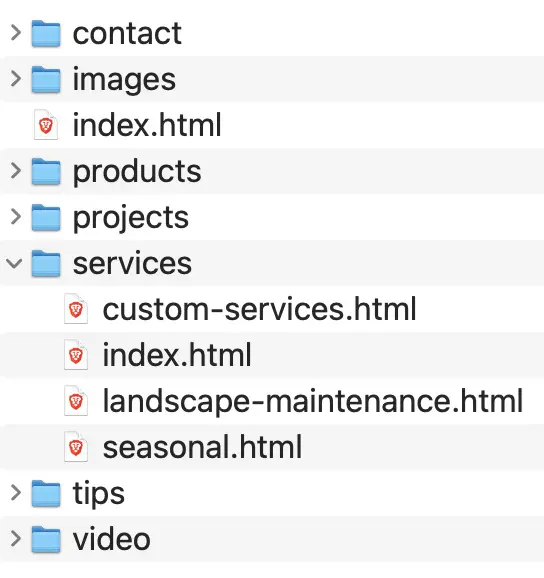 contact
images
index.html
products
projects
services
custom-services.html
index.html
landscape-maintenance.html
seasonal.html
tips
video